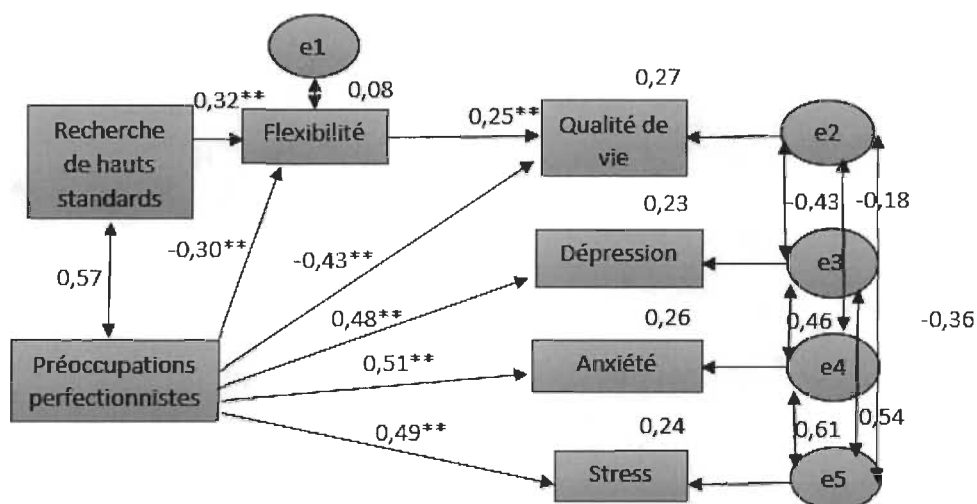 e1
0,27
0,32**
0,08
Recherche
de hauts
standards
Flexibilité
0,25**
Qualité de
vie
e2
-0,43
-0,18
0,23
-0,30**
-0,43**
Dépression
e3
0,57
0,48**
0,26
0,46
-0,36
Préoccupations
perfectionnistes
0,51**
Anxiété
e4
0,49**
0,24
0,61
0,54
Stress
e5